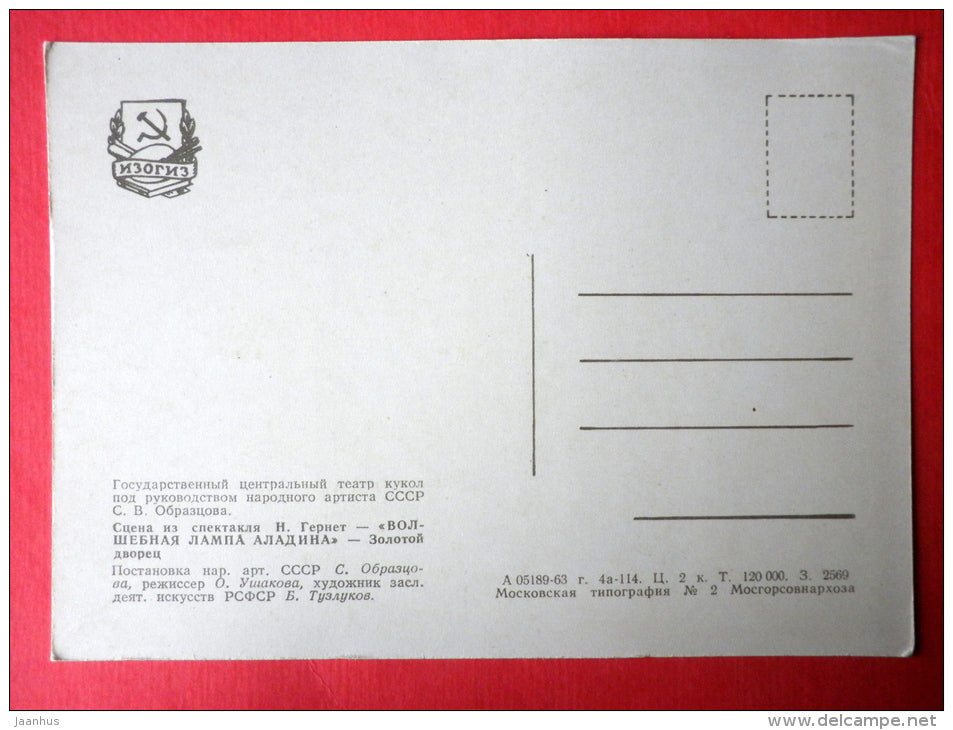 ИЗОГИЗ
Государственный центральный театр кукол
под руководством народного артиста СССР
С. В. Образцова.
Сцена из спектакля Н. Гернет — «ВОЛ-
ШЕБНАЯ ЛАМПА АЛАДИНА» — Золотой
дворец
Постановка нар. арт. СССР С. Образцо-
ва, режиссер О. Ушакова, художник засл.
деят. искусств РСФСР Б. Тузлуков.
А 05189-63 г. 4а-114. Ц. 2 к. Т. 120 000. З. 2569
Московская типография № 2 Мосгорсовнархоза
Jaanhus
www.delcampe.net